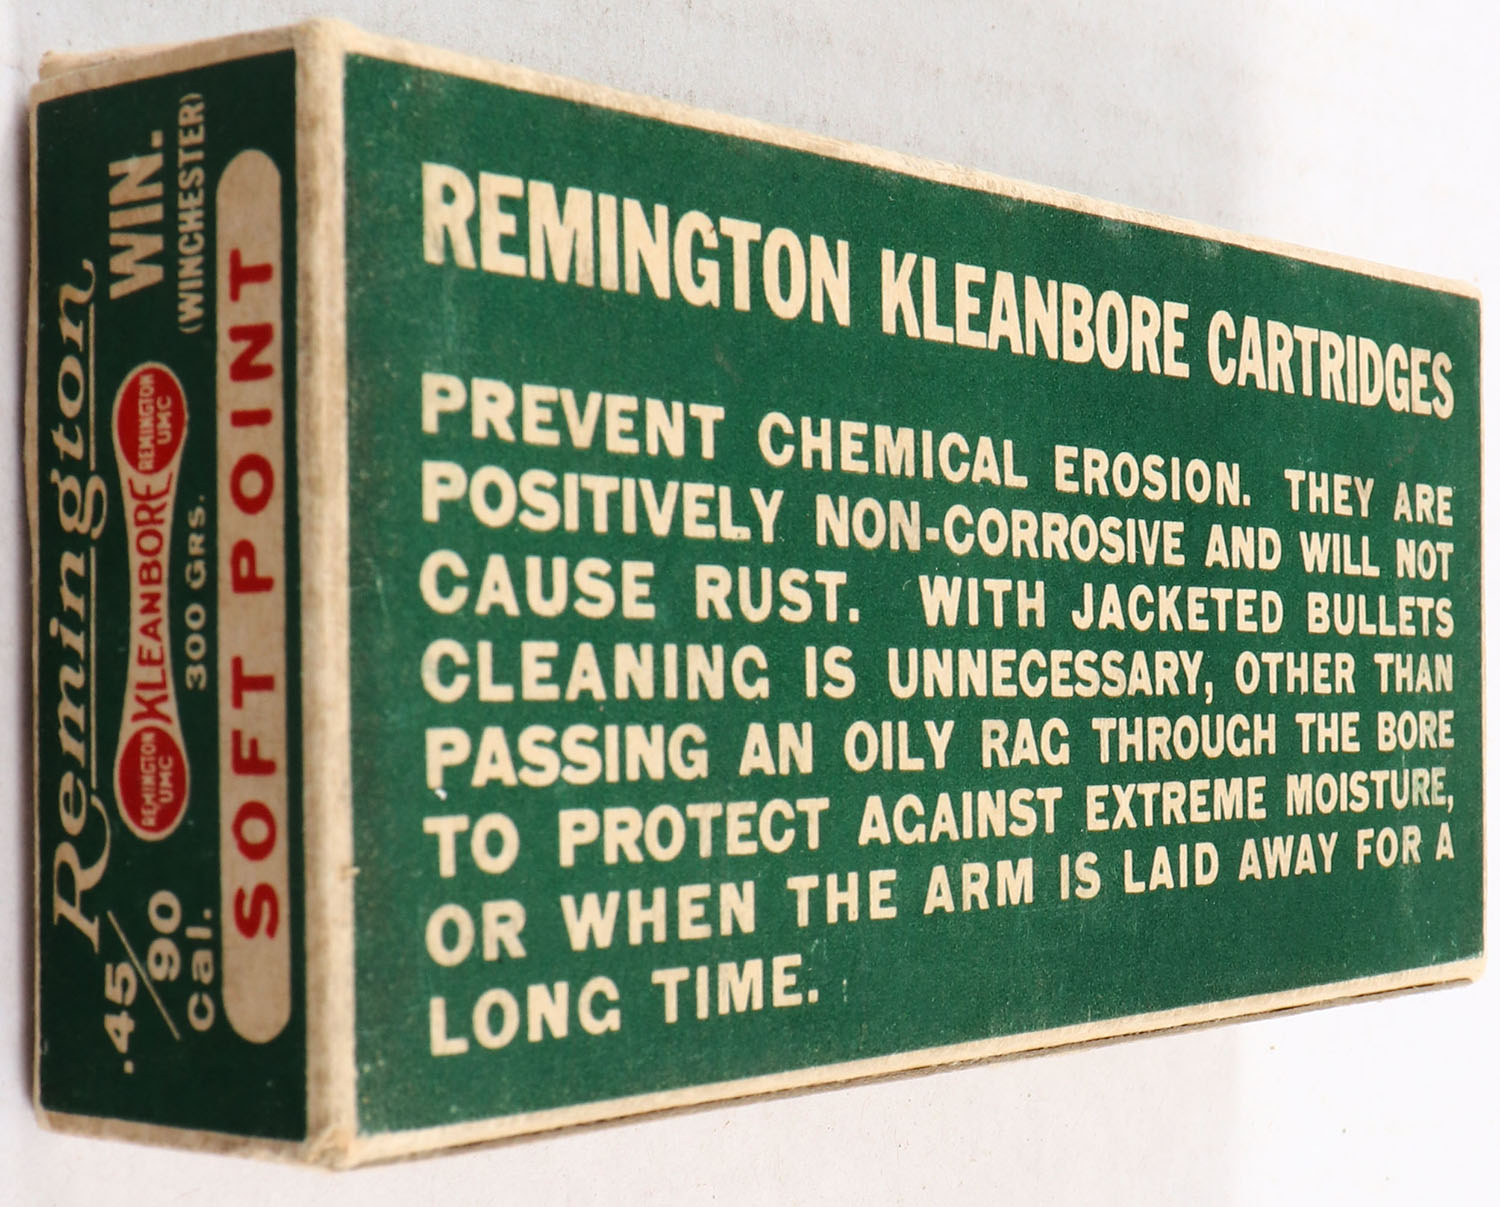 REMINGTON KLEANBORE CARTRIDGES
PREVENT CHEMICAL EROSION. THEY ARE
POSITIVELY NON-CORROSIVE AND WILL NOT
CAUSE RUST. WITH JACKETED BULLETS
CLEANING IS UNNECESSARY, OTHER THAN
PASSING AN OILY RAG THROUGH THE BORE
TO PROTECT AGAINST EXTREME MOISTURE,
OR WHEN THE ARM IS LAID AWAY FOR A
LONG TIME.
Remington
.45/90 Cal.
REMINGTON UMC
KLEANBORE
REMINGTON UMC
WIN.
(WINCHESTER)
300 GRS.
SOFT POINT